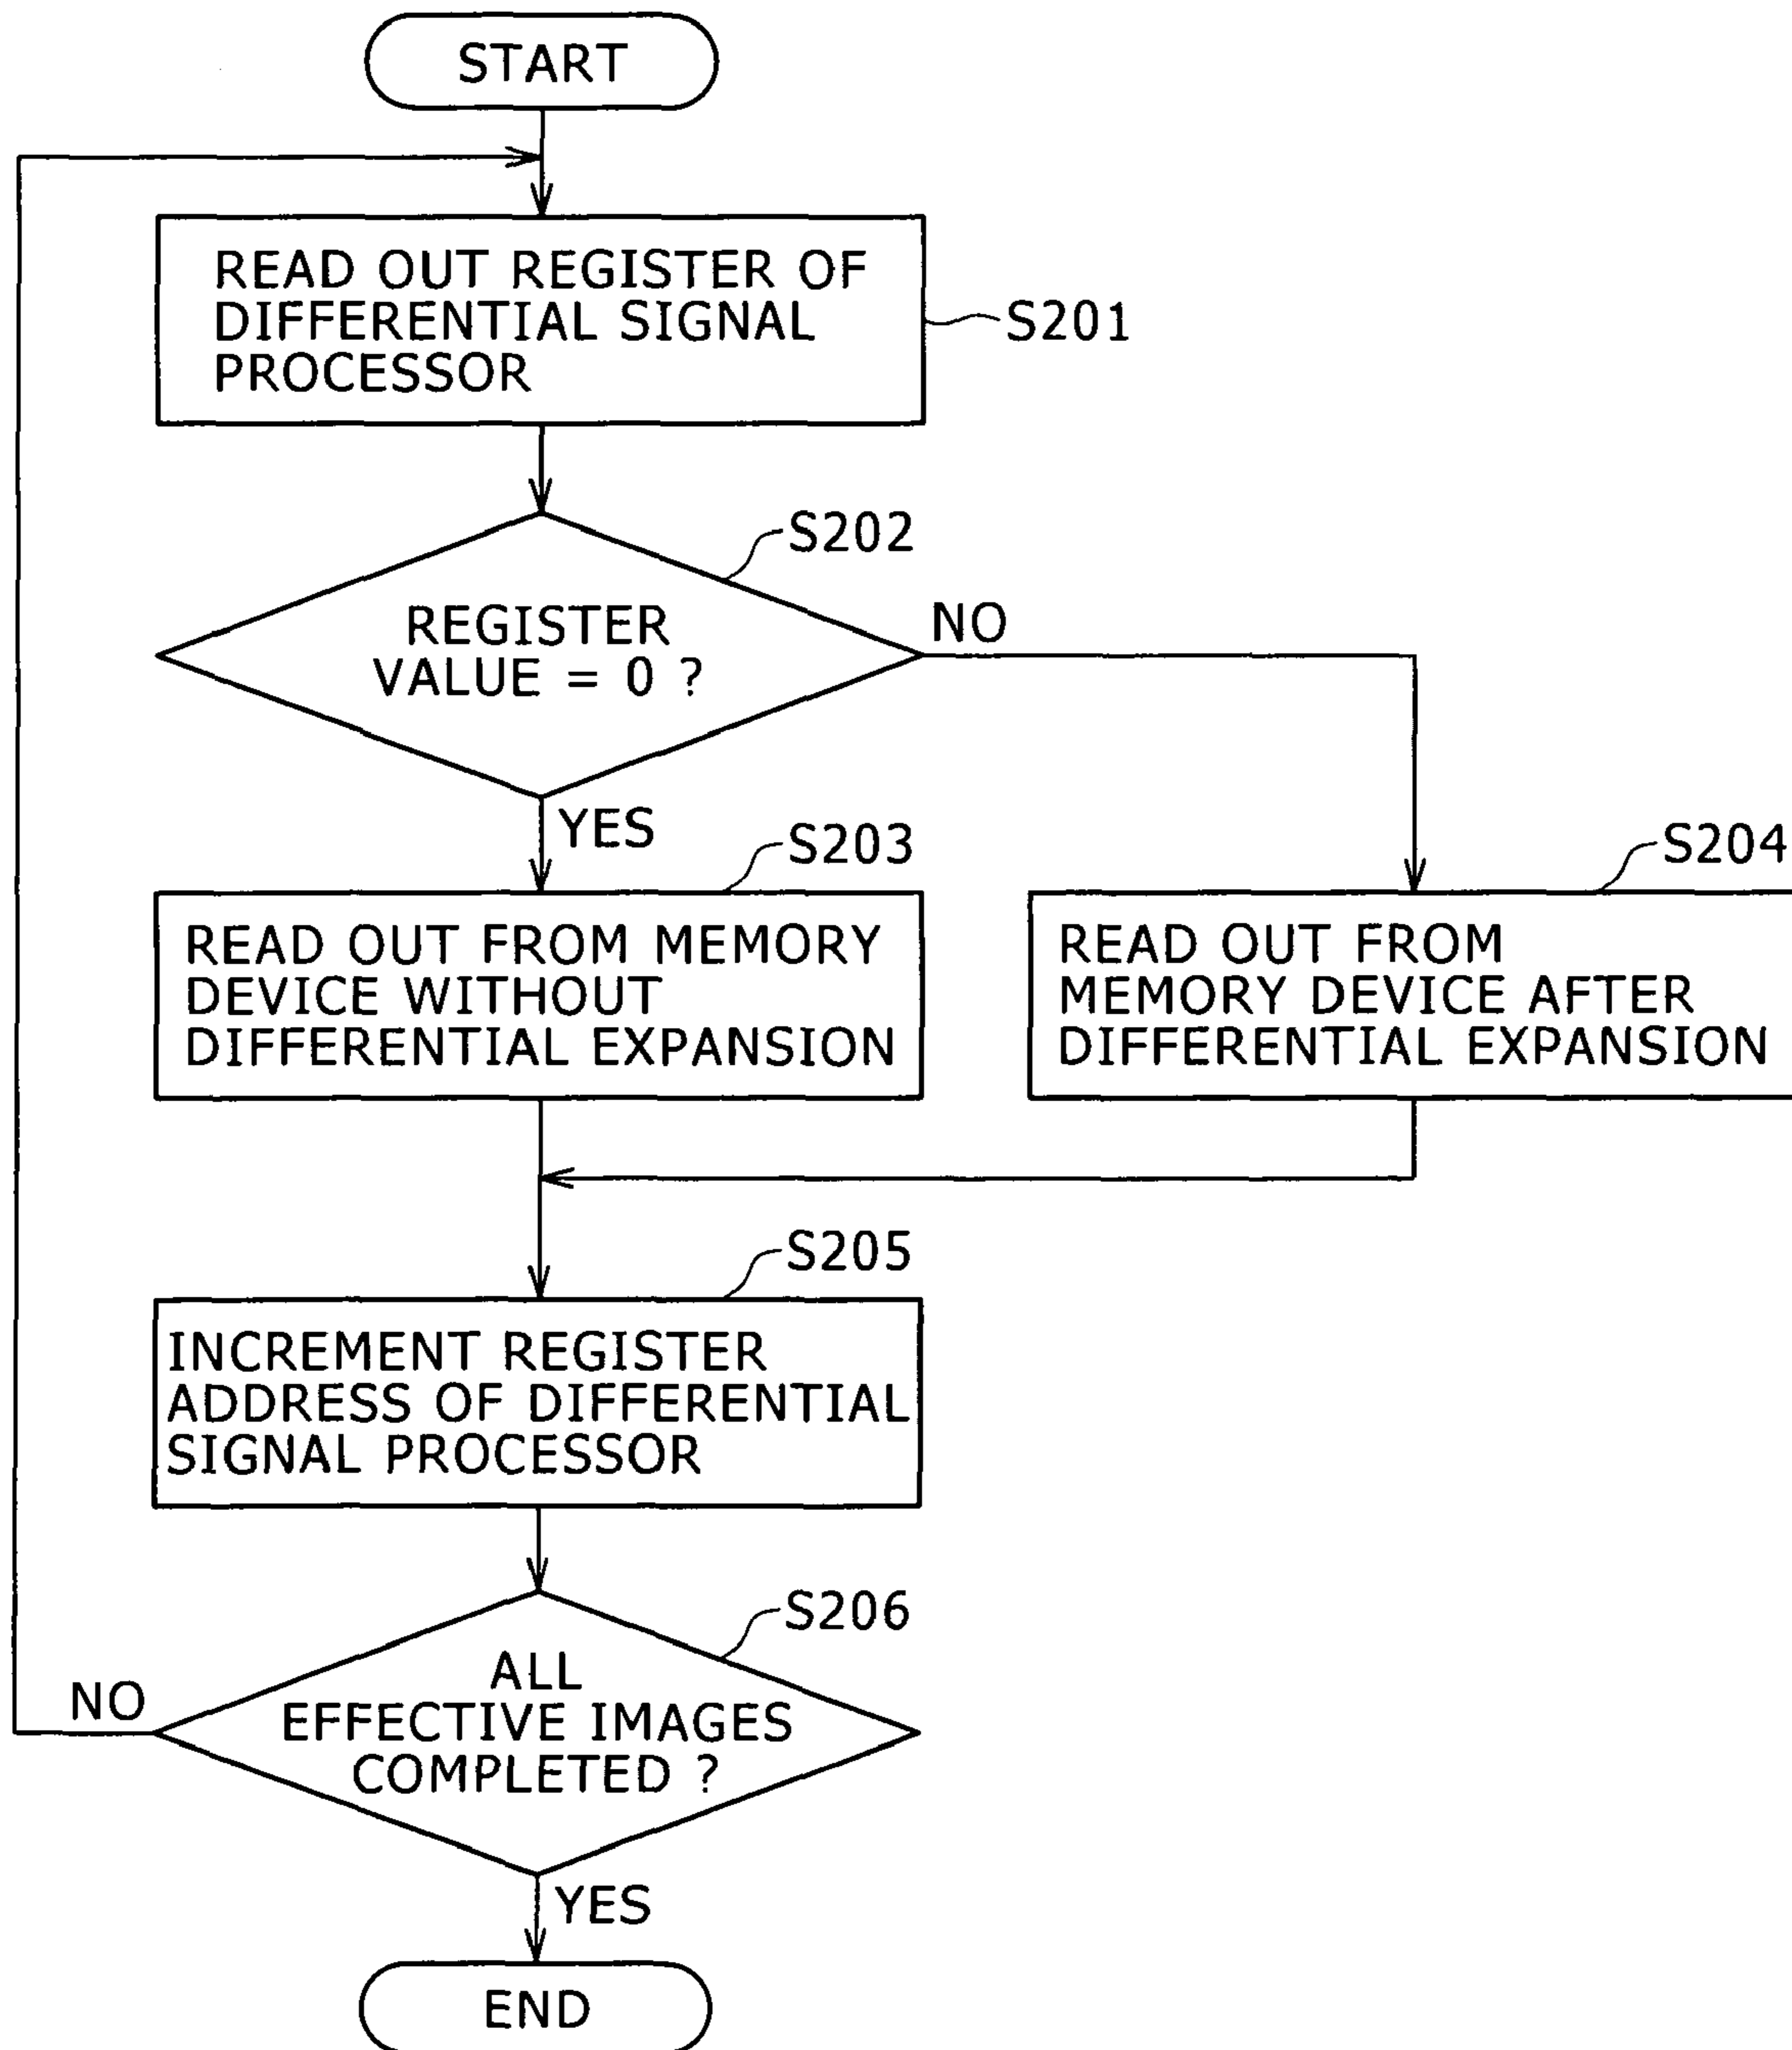 START
READ OUT REGISTER OF
DIFFERENTIAL SIGNAL
PROCESSOR
S201
S202
REGISTER
VALUE = 0 ?
NO
YES
S203
READ OUT FROM MEMORY
DEVICE WITHOUT
DIFFERENTIAL EXPANSION
S204
READ OUT FROM
MEMORY DEVICE AFTER
DIFFERENTIAL EXPANSION
S205
INCREMENT REGISTER
ADDRESS OF DIFFERENTIAL
SIGNAL PROCESSOR
S206
ALL
EFFECTIVE IMAGES
COMPLETED ?
NO
YES
END